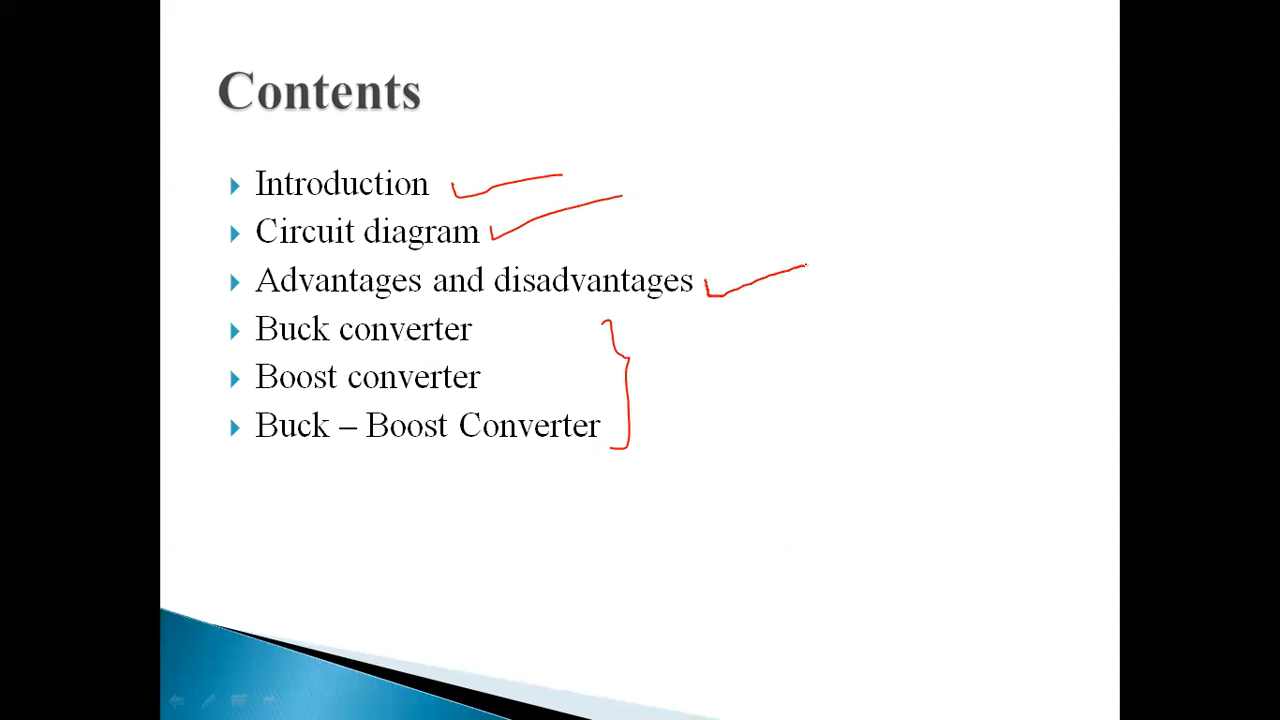 Contents
Introduction
Circuit diagram
Advantages and disadvantages
Buck converter
Boost converter
Buck – Boost Converter